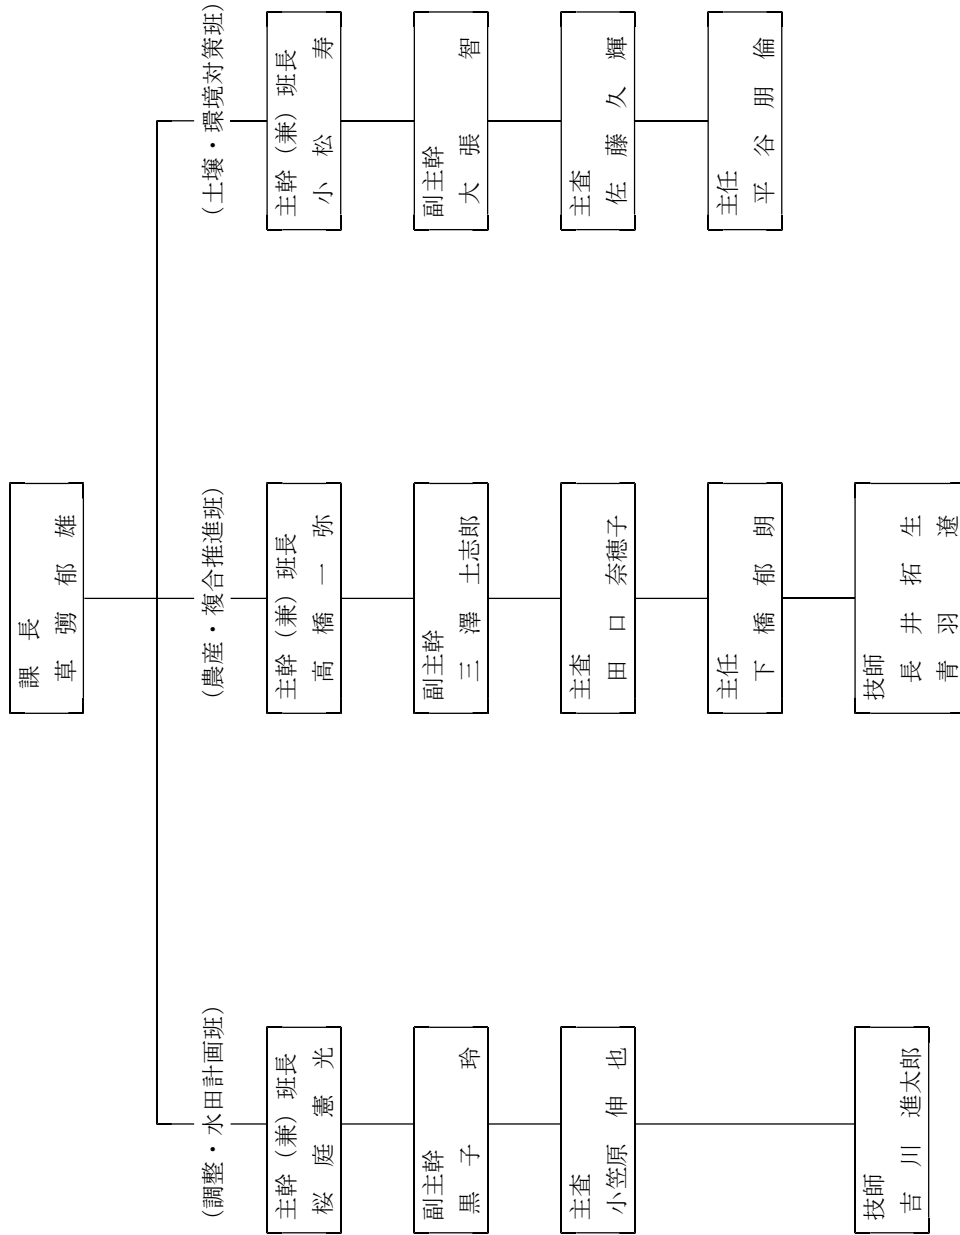 課　長
草　彅　郁　雄
（調整・水田計画班）
主幹（兼）班長
桜　庭　憲　光
副主幹
黒　子　　　玲
主査
小笠原　伸　也
技師
吉　川　進太郎
（農産・複合推進班）
主幹（兼）班長
高　橋　一　弥
副主幹
三　澤　土志郎
主査
田　口　奈穂子
主任
下　橋　郁　朗
技師
長　井　拓　生
青　羽　　　遼
（土壌・環境対策班）
主幹（兼）班長
小　松　　　寿
副主幹
大　張　　　智
主査
佐　藤　久　輝
主任
平　谷　朋　倫